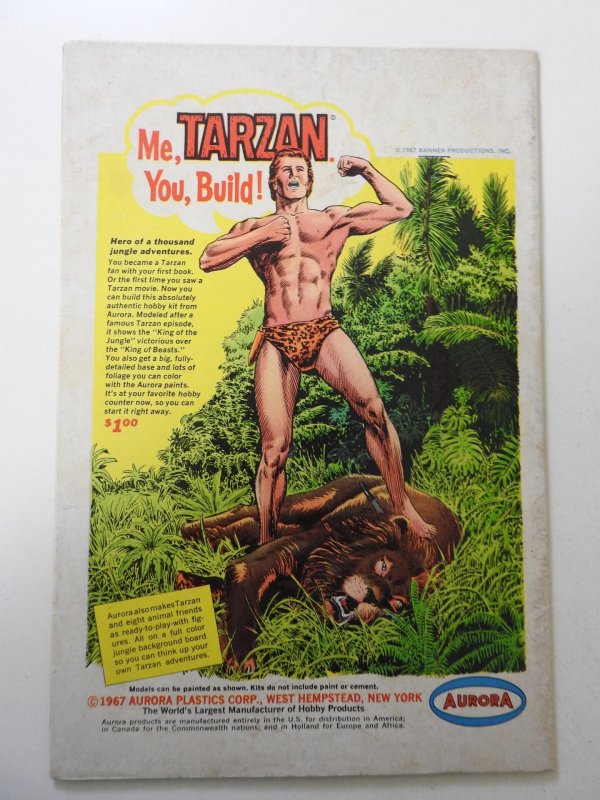 Me, TARZAN®.
You, Build!
© 1967 BANNER PRODUCTIONS, INC.
Hero of a thousand
jungle adventures.
You became a Tarzan
fan with your first book.
Or the first time you saw a
Tarzan movie. Now you
can build this absolutely
authentic hobby kit from
Aurora. Modeled after a
famous Tarzan episode,
it shows the "King of the
Jungle" victorious over
the "King of Beasts."
You also get a big, fully-
detailed base and lots of
foliage you can color
with the Aurora paints.
It's at your favorite hobby
counter now, so you can
start it right away.
$1.00
Aurora also makes Tarzan
and eight animal friends
as ready-to-play-with fig-
ures. All on a full color
jungle background board
so you can think up your
own Tarzan adventures.
Models can be painted as shown. Kits do not include paint or cement.
© 1967 AURORA PLASTICS CORP., WEST HEMPSTEAD, NEW YORK
The World's Largest Manufacturer of Hobby Products
Aurora products are manufactured entirely in the U.S. for distribution in America;
in Canada for the Commonwealth nations; and in Holland for Europe and Africa.
AURORA